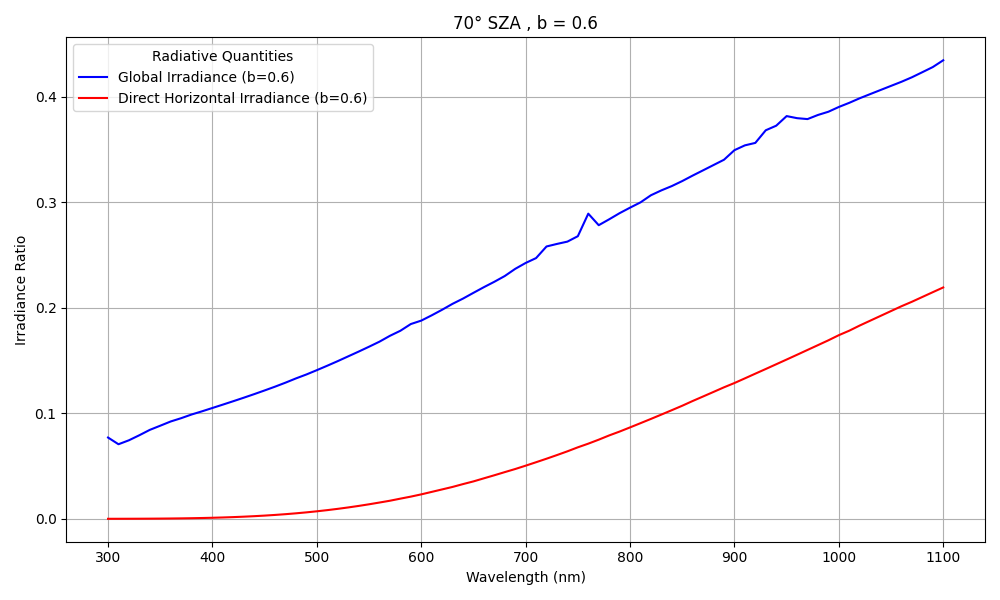 70° SZA , b = 0.6
Radiative Quantities
Global Irradiance (b=0.6)
Direct Horizontal Irradiance (b=0.6)
Irradiance Ratio
0.4
0.3
0.2
0.1
0.0
300 400 500 600 700 800 900 1000 1100
Wavelength (nm)